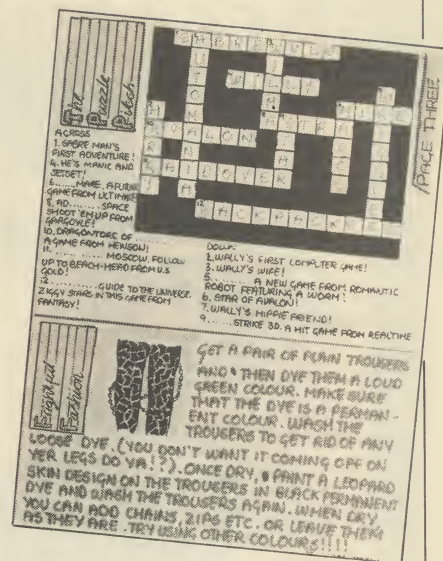 The
Puzzle
Pitch
ACROSS
1. SABRE MAN'S
FIRST ADVENTURE!
4. HE'S MANIC AND
JETSET!
MARE, A FUNNY
GAME FROM ULTIMATE
8. AD........SPACE
SHOOT 'EM UP FROM
GARGOYLE!
10. DRAGONTORC OF
A GAME FROM HEWSON!
11. ......... MOSCOW. FOLLOW
UP TO BEACH-HEAD FROM U.S
GOLD!
12 ..........GUIDE TO THE UNIVERSE.
ZIGGY STARS IN THIS GAME FROM
FANTASY!
DOWN
2. WALLY'S FIRST COMPUTER GAME!
3. WALLY'S WIFE!
5. ........ A NEW GAME FROM ROMANTIC
ROBOT FEATURING A WORM!
6. STAR OF AVALON!
7. WALLY'S HIPPIE FRIEND!
9. ......STRIKE 3D. A HIT GAME FROM REALTIME
PAGE THREE
Fashion
GET A PAIR OF PLAIN TROUSERS
AND THEN DYE THEM A LOUD
GREEN COLOUR. MAKE SURE
THAT THE DYE IS A PERMAN-
ENT COLOUR. WASH THE
TROUSERS TO GET RID OF ANY
LOOSE DYE. (YOU DON'T WANT IT COMING OFF ON
YER LEGS DO YA!?). ONCE DRY, PAINT A LEOPARD
SKIN DESIGN ON THE TROUSERS IN BLACK PERMANENT
DYE AND WASH THE TROUSERS AGAIN. WHEN DRY
YOU CAN ADD CHAINS, ZIPS ETC. OR LEAVE THEM
AS THEY ARE. TRY USING OTHER COLOURS!!!!